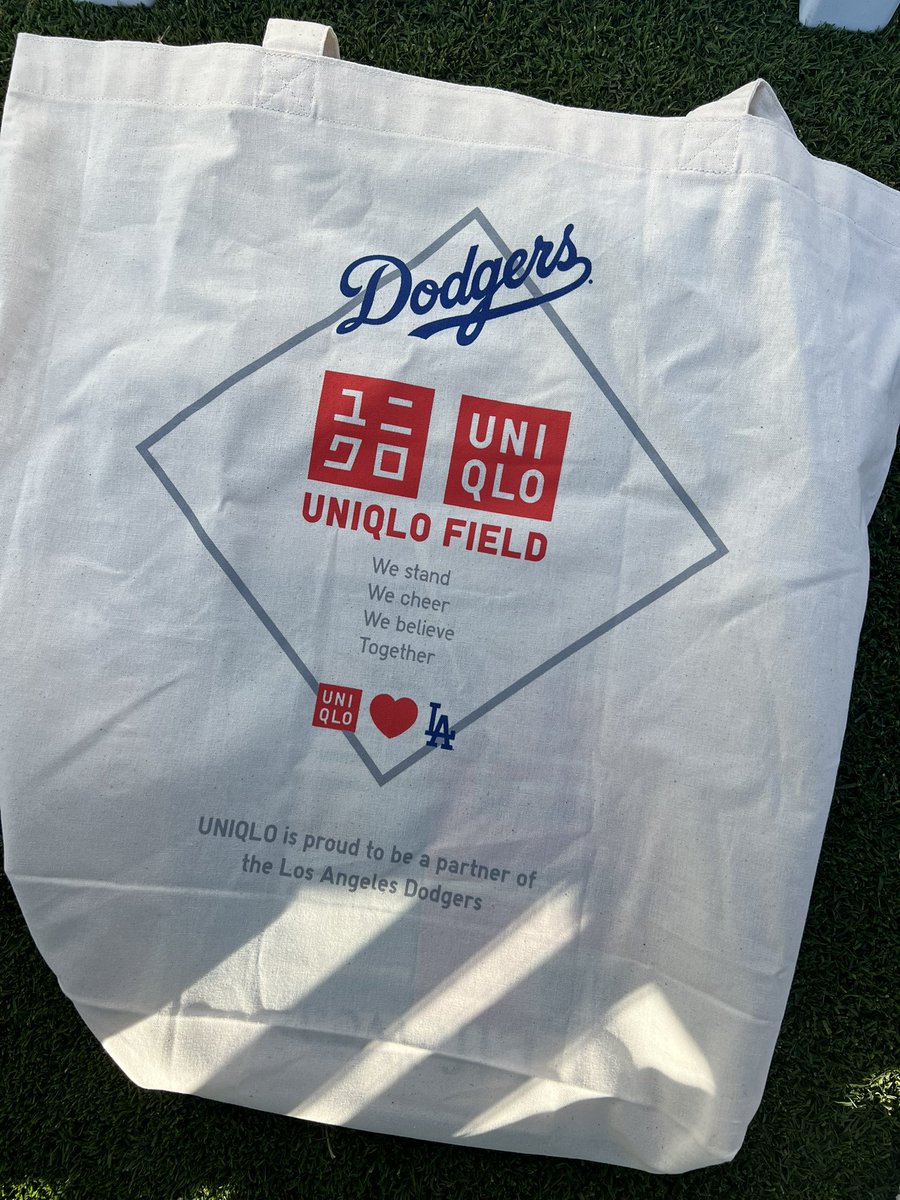 Dodgers
ユニ
クロ
UNI
QLO
UNIQLO FIELD
We stand
We cheer
We believe
Together
UNI
QLO
LA
UNIQLO is proud to be a partner of
the Los Angeles Dodgers